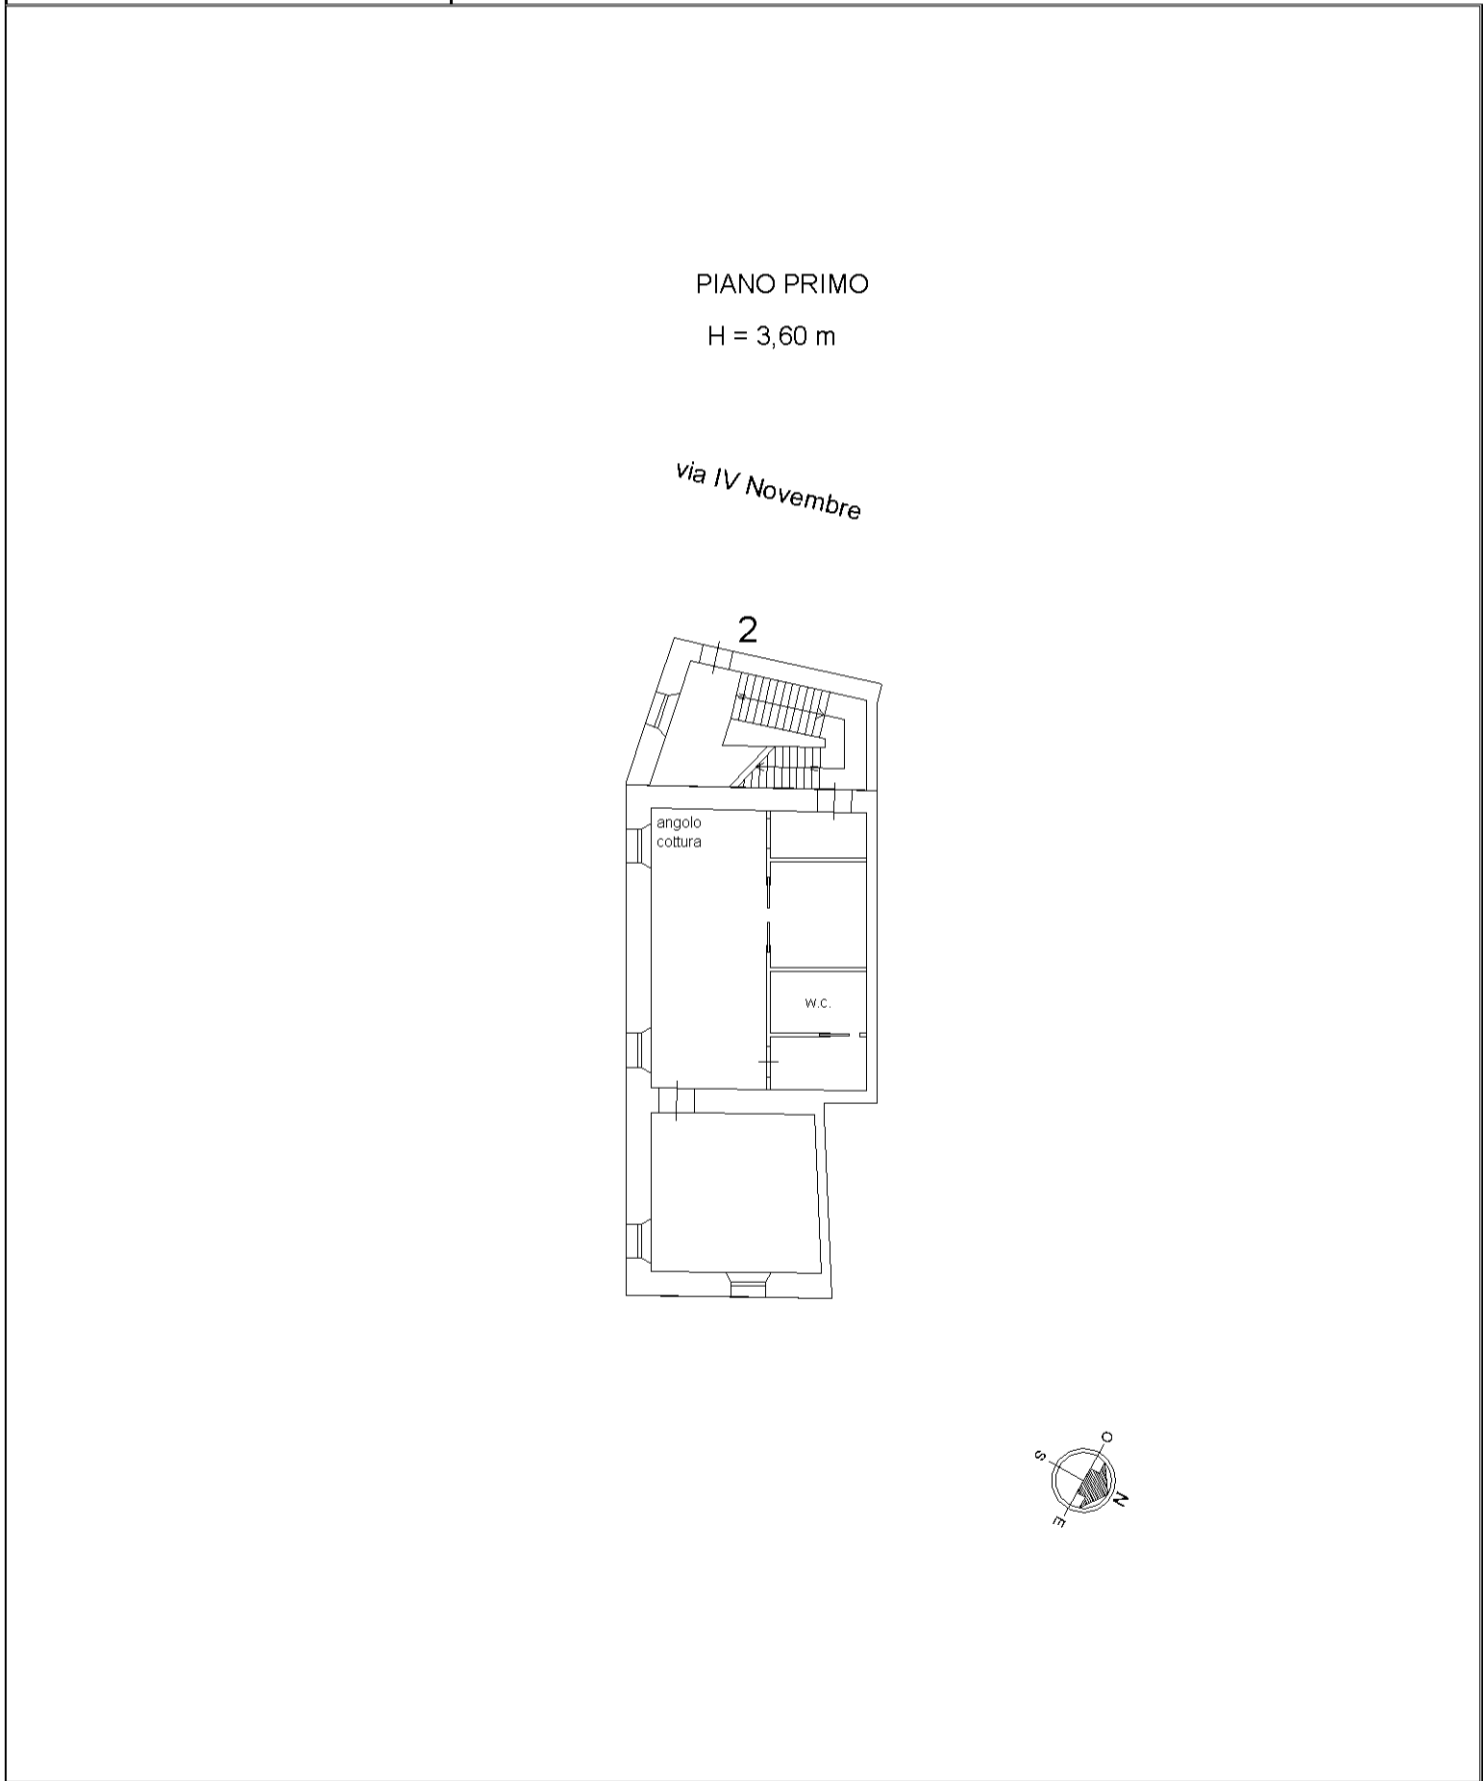 PIANO PRIMO
H = 3,60 m
via IV Novembre
2
angolo
cottura
w.c.
O
S
N
E